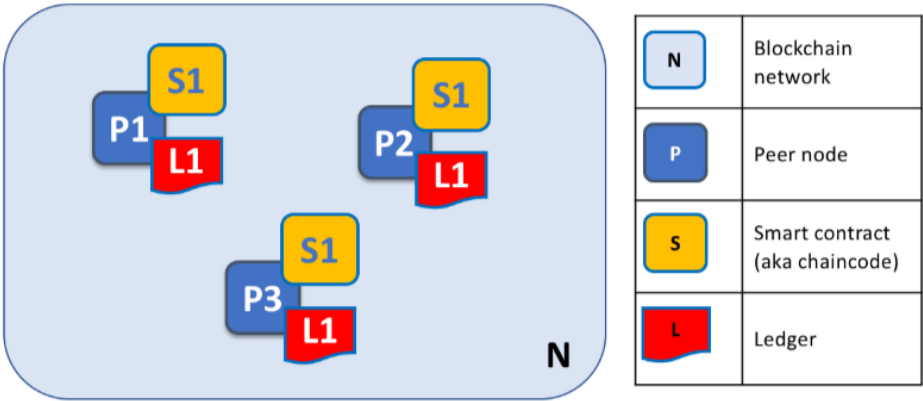 S1
P1
L1
S1
P2
L1
S1
P3
L1
N
N
Blockchain
network
P
Peer node
S
Smart contract
(aka chaincode)
L
Ledger